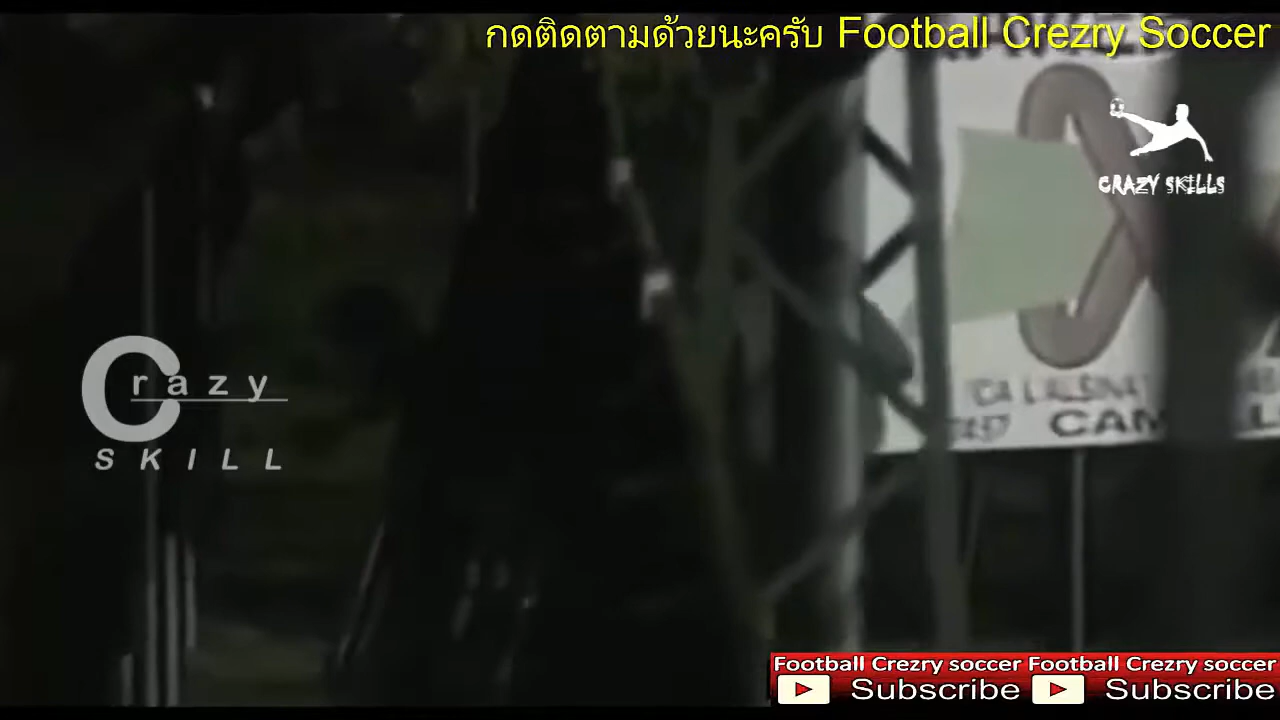 กดติดตามด้วยนะครับ Football Crezry Soccer
CRAZY SKILLS
Crazy
SKILL
Football Crezry soccer Football Crezry soccer
Subscribe Subscribe